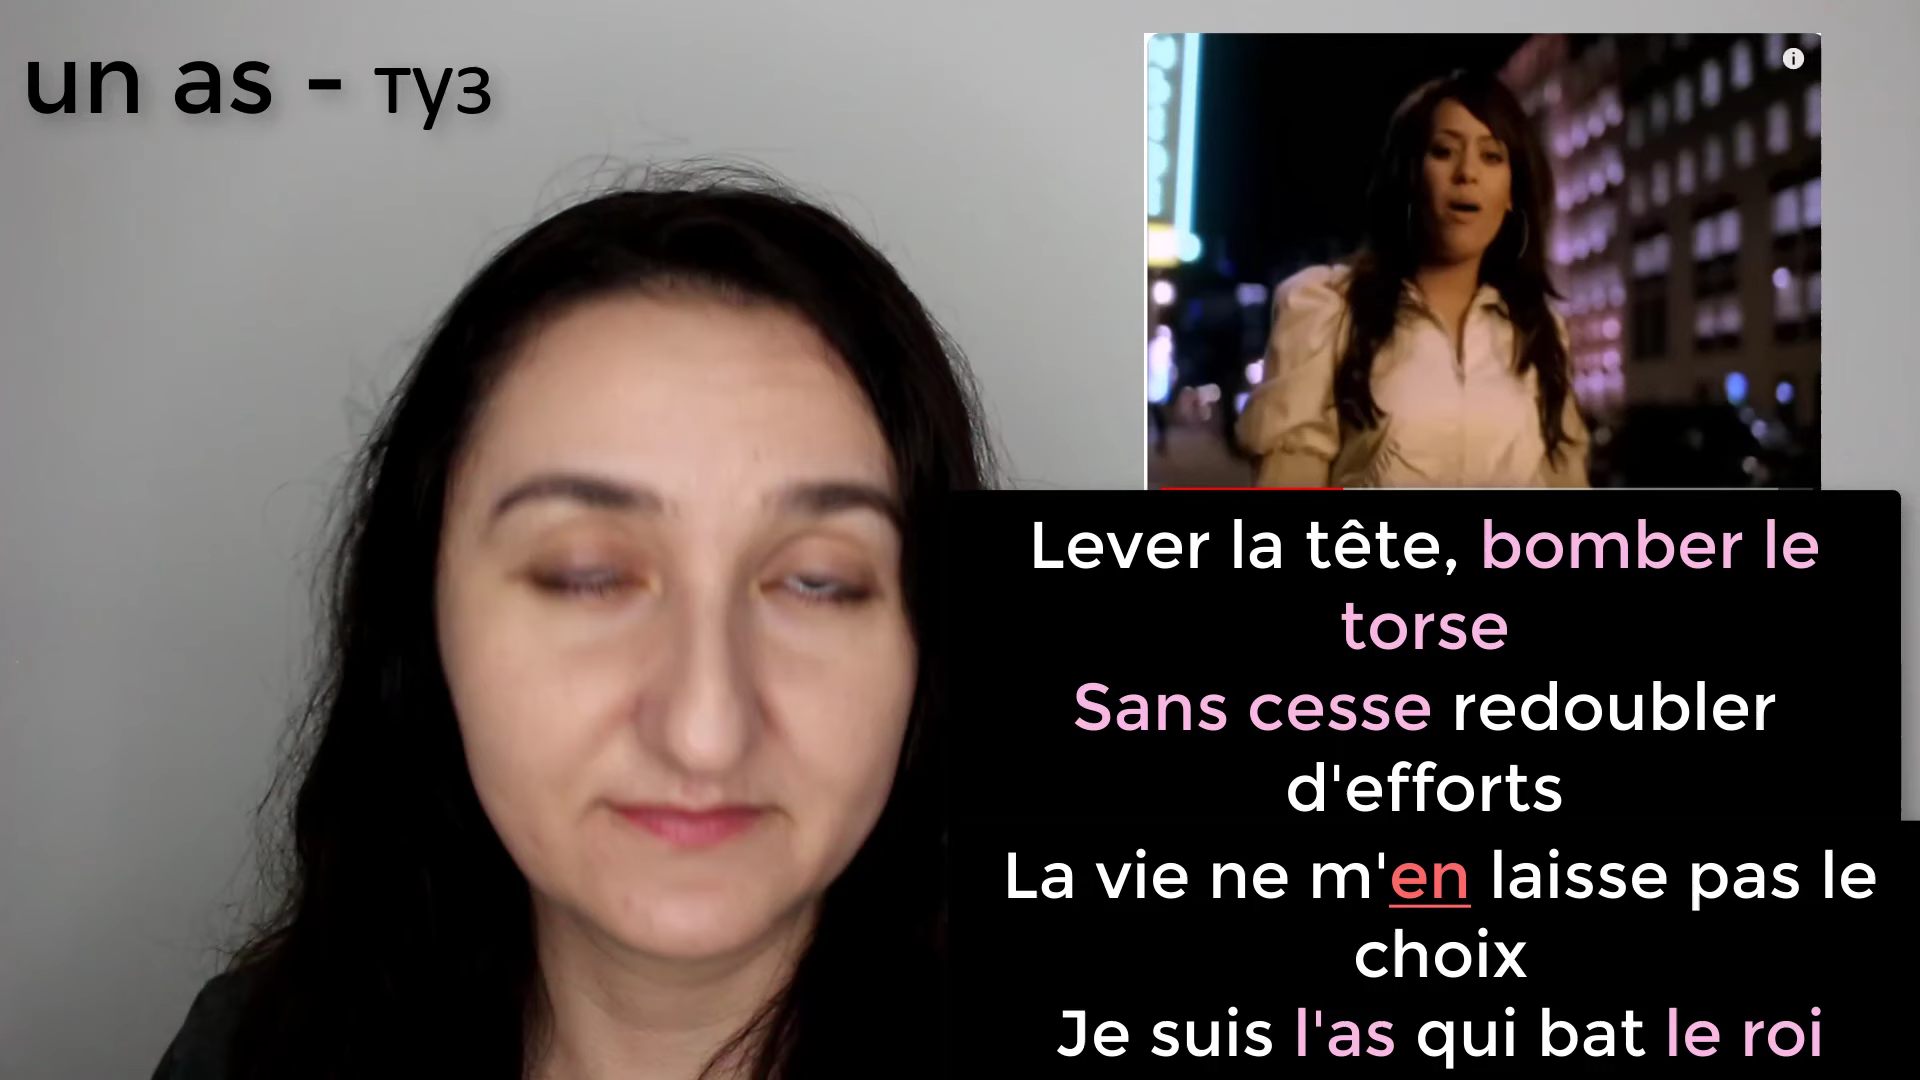 un as - туз
Lever la tête, bomber le
torse
Sans cesse redoubler
d'efforts
La vie ne m'en laisse pas le
choix
Je suis l'as qui bat le roi